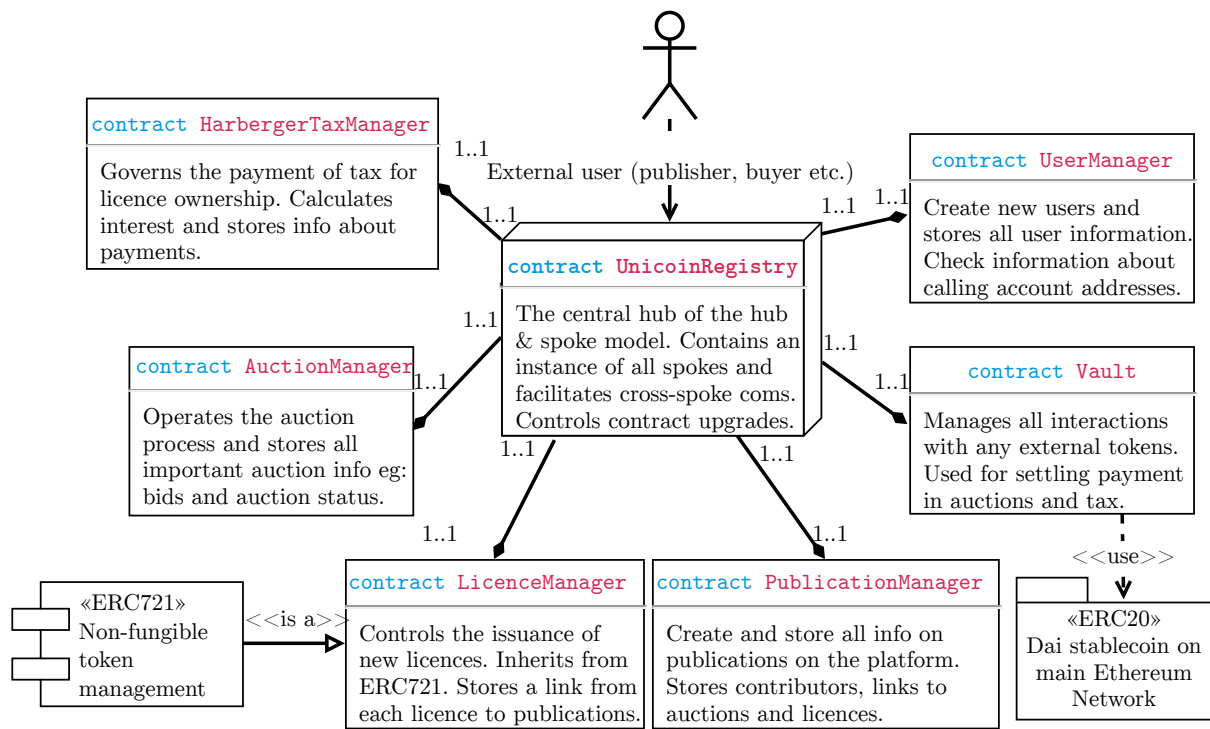 contract HarbergerTaxManager
Governs the payment of tax for
licence ownership. Calculates
interest and stores info about
payments.
1..1
1..1
External user (publisher, buyer etc.)
1..1
1..1
contract UserManager
Create new users and
stores all user information.
Check information about
calling account addresses.
contract UnicoinRegistry
The central hub of the hub
& spoke model. Contains an
instance of all spokes and
facilitates cross-spoke coms.
Controls contract upgrades.
1..1
1..1
contract AuctionManager
Operates the auction
process and stores all
important auction info eg:
bids and auction status.
1..1
1..1
contract Vault
Manages all interactions
with any external tokens.
Used for settling payment
in auctions and tax.
1..1
1..1
1..1
1..1
<<use>>
«ERC721»
Non-fungible
token
management
<<is a>>
contract LicenceManager
Controls the issuance of
new licences. Inherits from
ERC721. Stores a link from
each licence to publications.
contract PublicationManager
Create and store all info on
publications on the platform.
Stores contributors, links to
auctions and licences.
«ERC20»
Dai stablecoin on
main Ethereum
Network